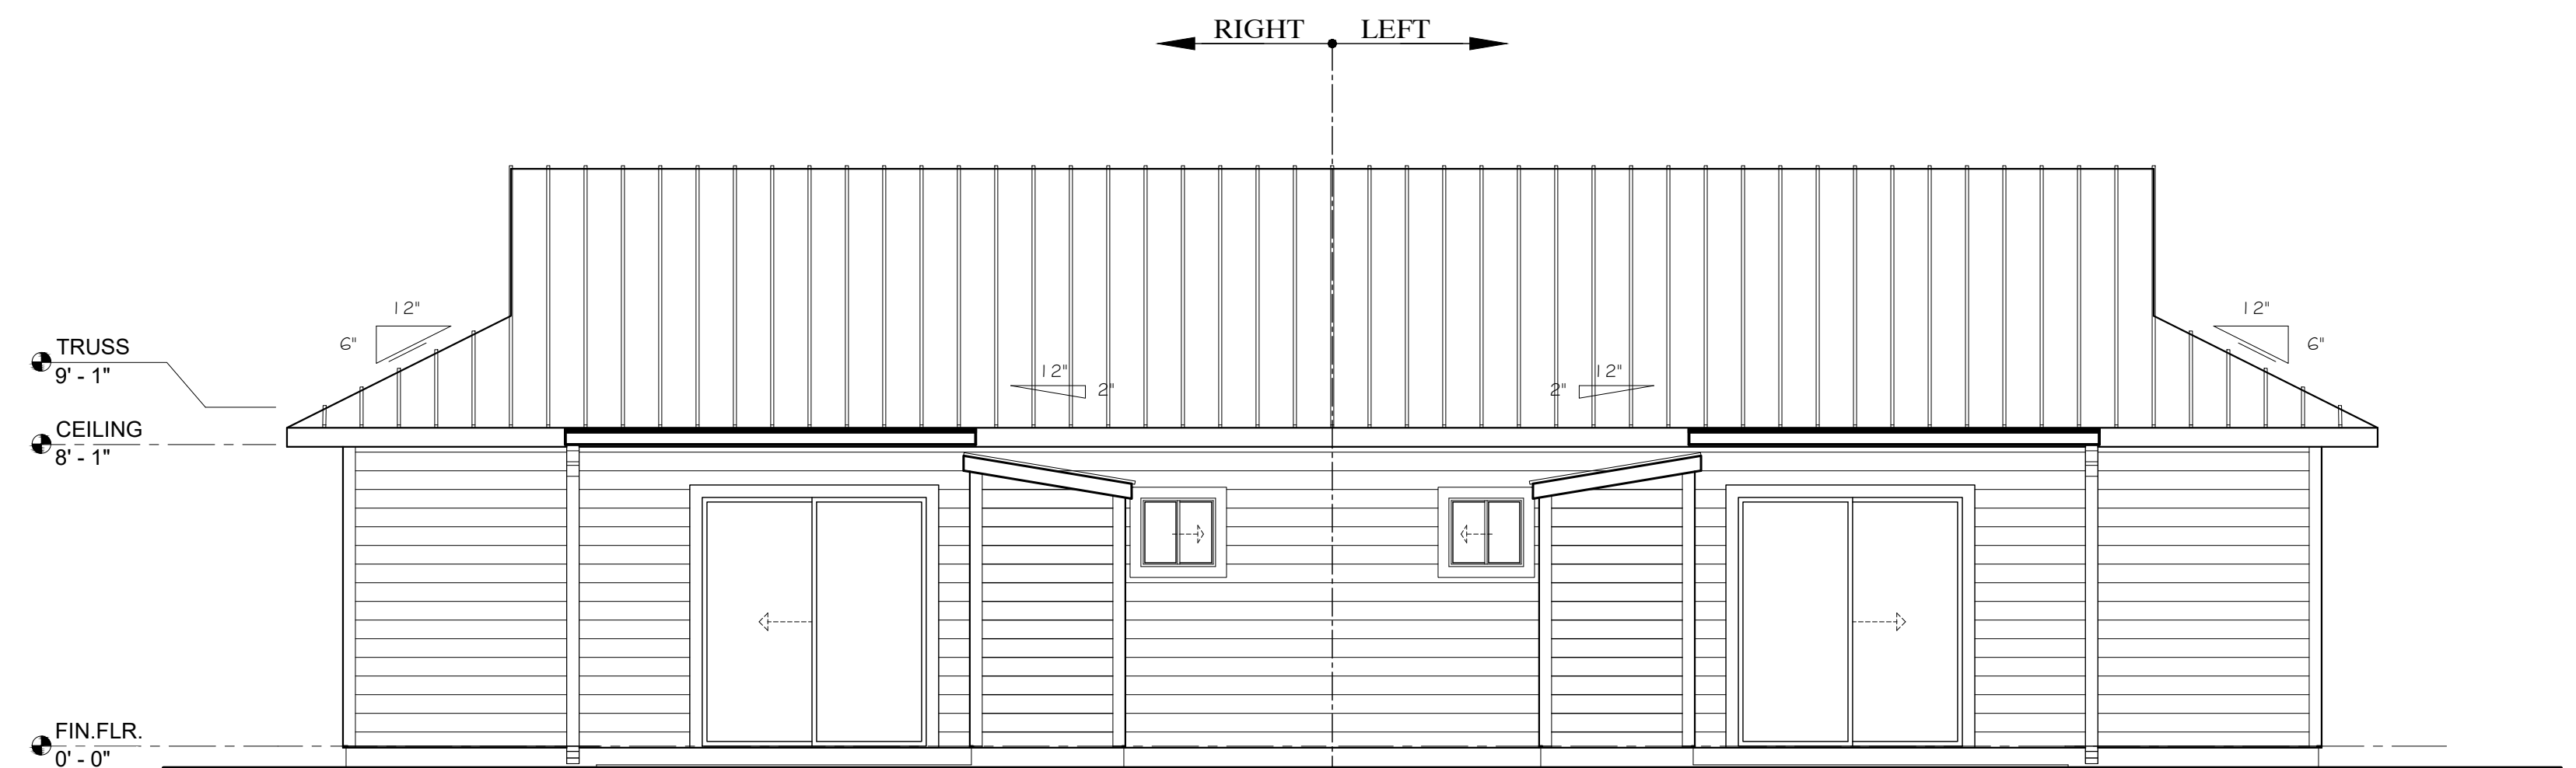 RIGHT LEFT
12"
6"
12"
6"
TRUSS
9' - 1"
12"
2"
12"
2"
CEILING
8' - 1"
FIN.FLR.
0' - 0"